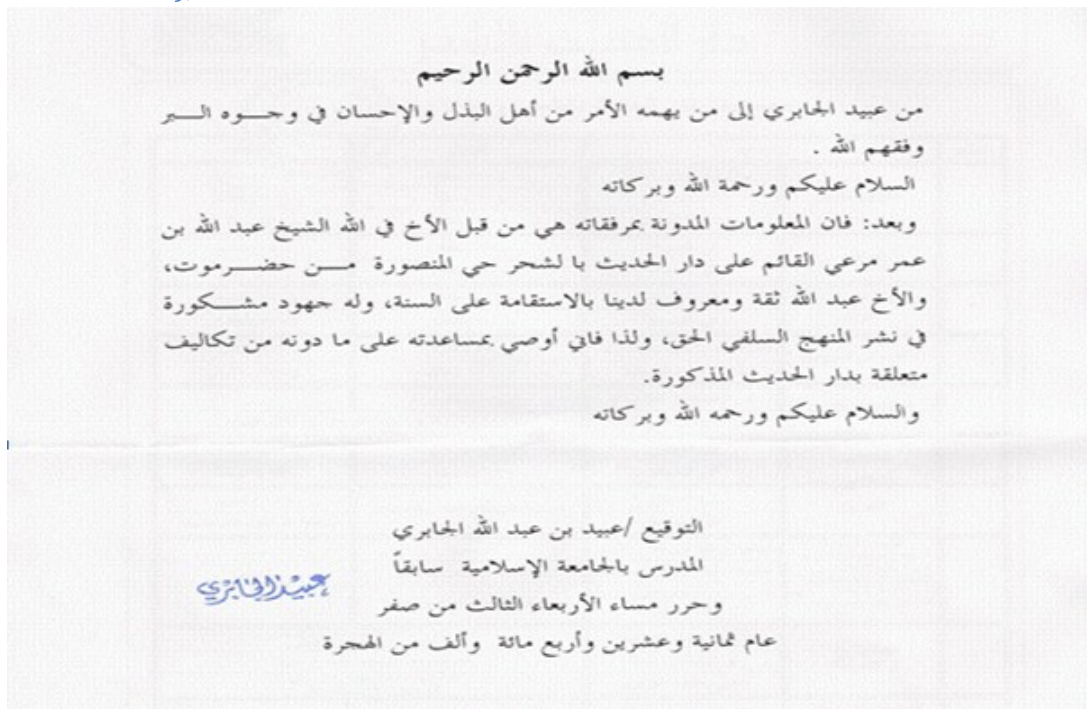 بسم الله الرحمن الرحيم
من عبيد الجابري إلى من يهمه الأمر من أهل البذل والإحسان في وجوه البر
وفقهم الله .
السلام عليكم ورحمة الله وبركاته
وبعد: فان المعلومات المدونة بمرفقاته هي من قبل الأخ في الله الشيخ عبد الله بن
عمر مرعي القائم على دار الحديث با لشحر حي المنصورة من حضرموت،
والأخ عبد الله ثقة ومعروف لدينا بالاستقامة على السنة، وله جهود مشكورة
في نشر المنهج السلفي الحق، ولذا فاني أوصي بمساعدته على ما دونه من تكاليف
متعلقة بدار الحديث المذكورة.
والسلام عليكم ورحمه الله وبركاته
التوقيع /عبيد بن عبد الله الجابري
المدرس بالجامعة الإسلامية سابقاً
عبيد الجابري
وحرر مساء الأربعاء الثالث من صفر
عام ثمانية وعشرين وأربع مائة وألف من الهجرة